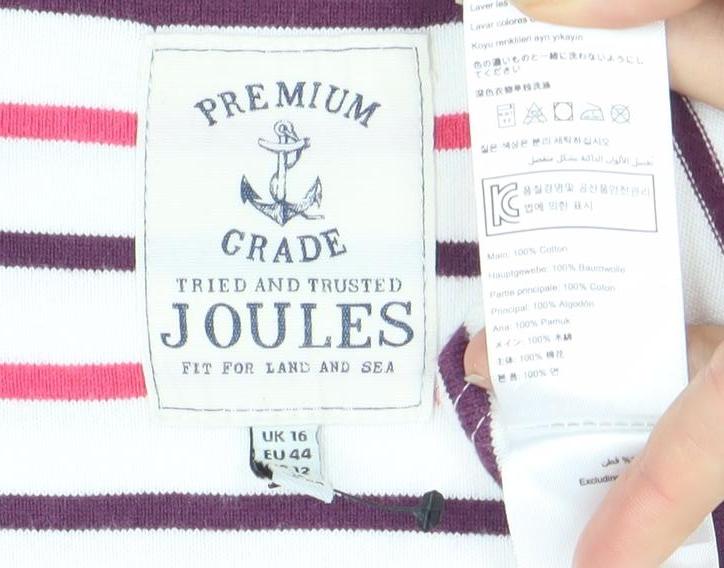 PREMIUM
GRADE
TRIED AND TRUSTED
JOULES
FIT FOR LAND AND SEA
UK 16
EU 44
Laver les
Lavar colores
Koyu renklileri ayrı yıkayın
色の濃いものと一緒に洗わないようにし
てください
深色衣物单独洗涤
짙은 색상은 분리 세탁하십시오
تغسل الألوان الداكنة بشكل منفصل
품질경영및 공산품안전관리
법에 의한 표시
Main: 100% Cotton
Hauptgewebe: 100% Baumwolle
Partie principale: 100% Coton
Principal: 100% Algodón
Ana: 100% Pamuk
メイン: 100% 木綿
主体: 100% 棉花
본 품: 100% 면
Excluding